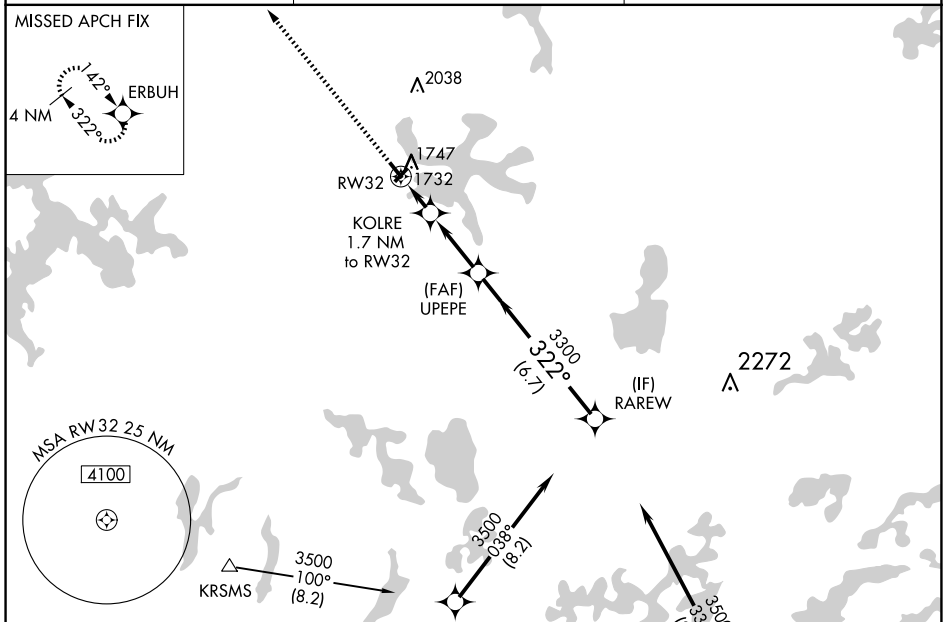 MISSED APCH FIX
142°
ERBUH
4 NM
322°
2038
1747
RW32
1732
KOLRE
1.7 NM
to RW32
(FAF)
UPEPE
3300
322°
(6.7)
2272
(IF)
RAREW
MSA RW32 25 NM
4100
3500
038°
(8.2)
3500
100°
(8.2)
KRSMS
3500